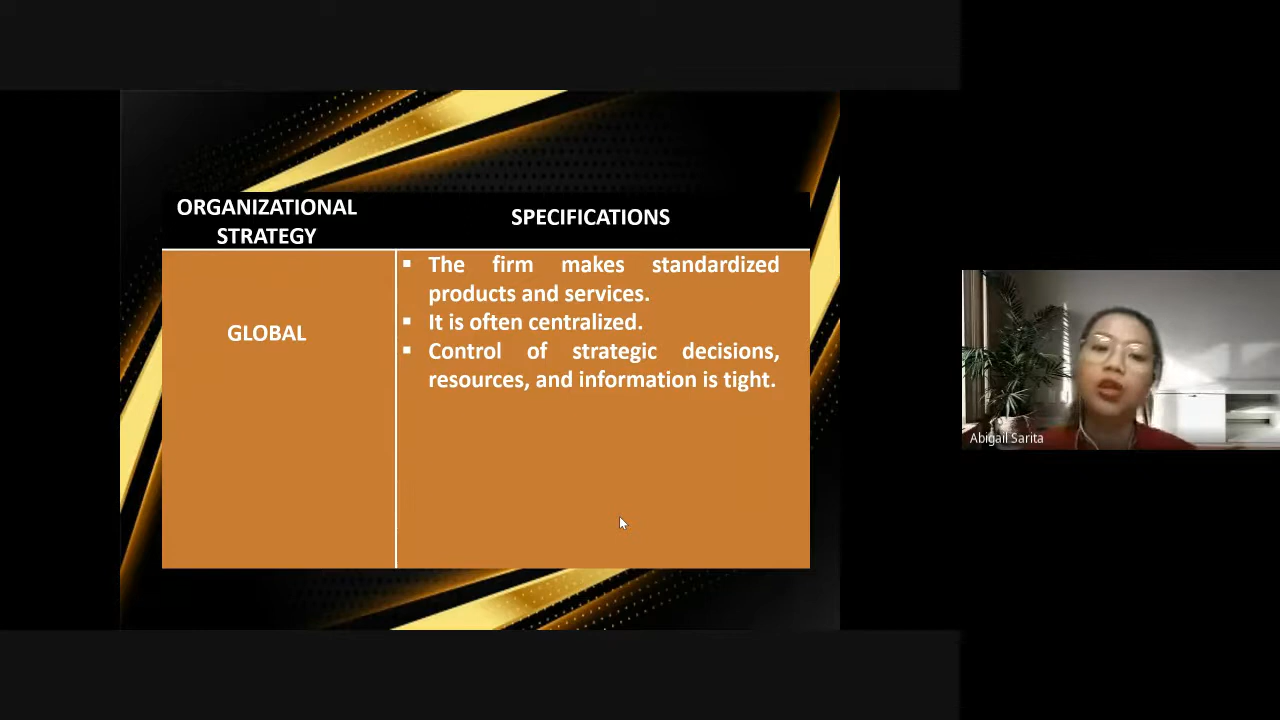 ORGANIZATIONAL
STRATEGY
SPECIFICATIONS
GLOBAL
▪ The firm makes standardized
products and services.
▪ It is often centralized.
▪ Control of strategic decisions,
resources, and information is tight.
Abigail Sarita